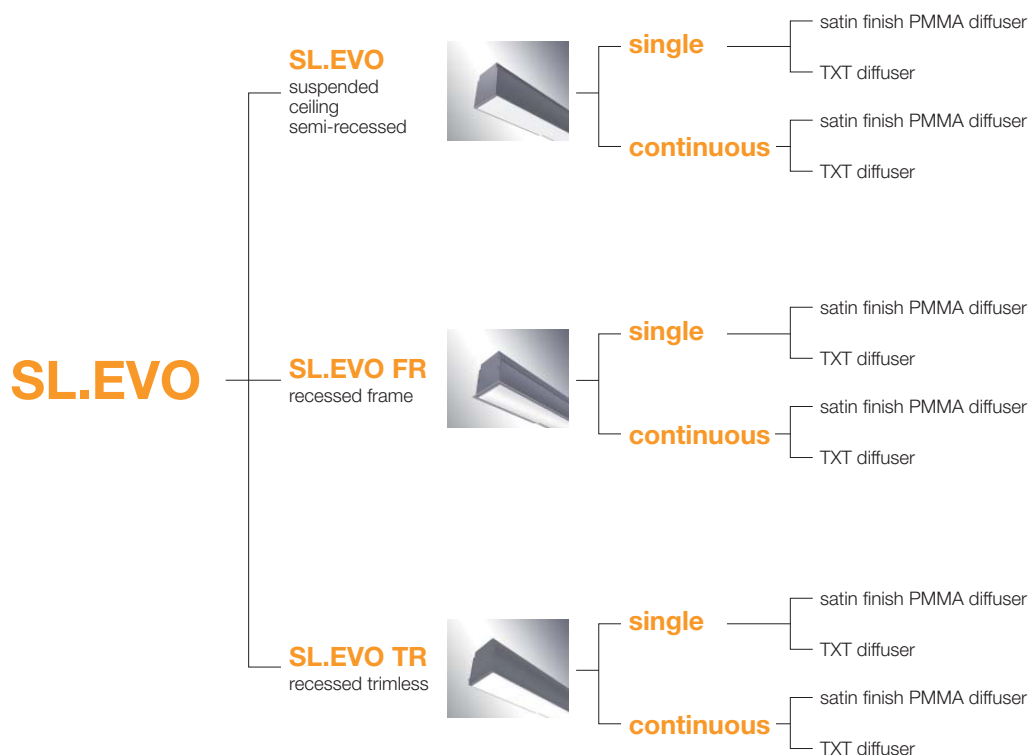 SL.EVO
SL.EVO
suspended
ceiling
semi-recessed
single
satin finish PMMA diffuser
TXT diffuser
continuous
satin finish PMMA diffuser
TXT diffuser
SL.EVO FR
recessed frame
single
satin finish PMMA diffuser
TXT diffuser
continuous
satin finish PMMA diffuser
TXT diffuser
SL.EVO TR
recessed trimless
single
satin finish PMMA diffuser
TXT diffuser
continuous
satin finish PMMA diffuser
TXT diffuser